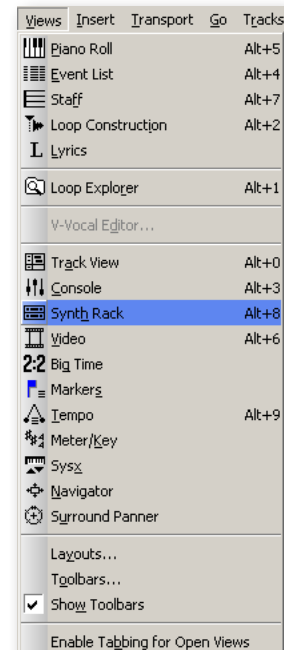 Views Insert Transport Go Tracks
Piano Roll Alt+5
Event List Alt+4
Staff Alt+7
Loop Construction Alt+2
L Lyrics
Loop Explorer Alt+1
V-Vocal Editor...
Track View Alt+0
Console Alt+3
Synth Rack Alt+8
Video Alt+6
2:2 Big Time
Markers
Tempo Alt+9
Meter/Key
Sysx
Navigator
Surround Panner
Layouts...
Toolbars...
Show Toolbars
Enable Tabbing for Open Views